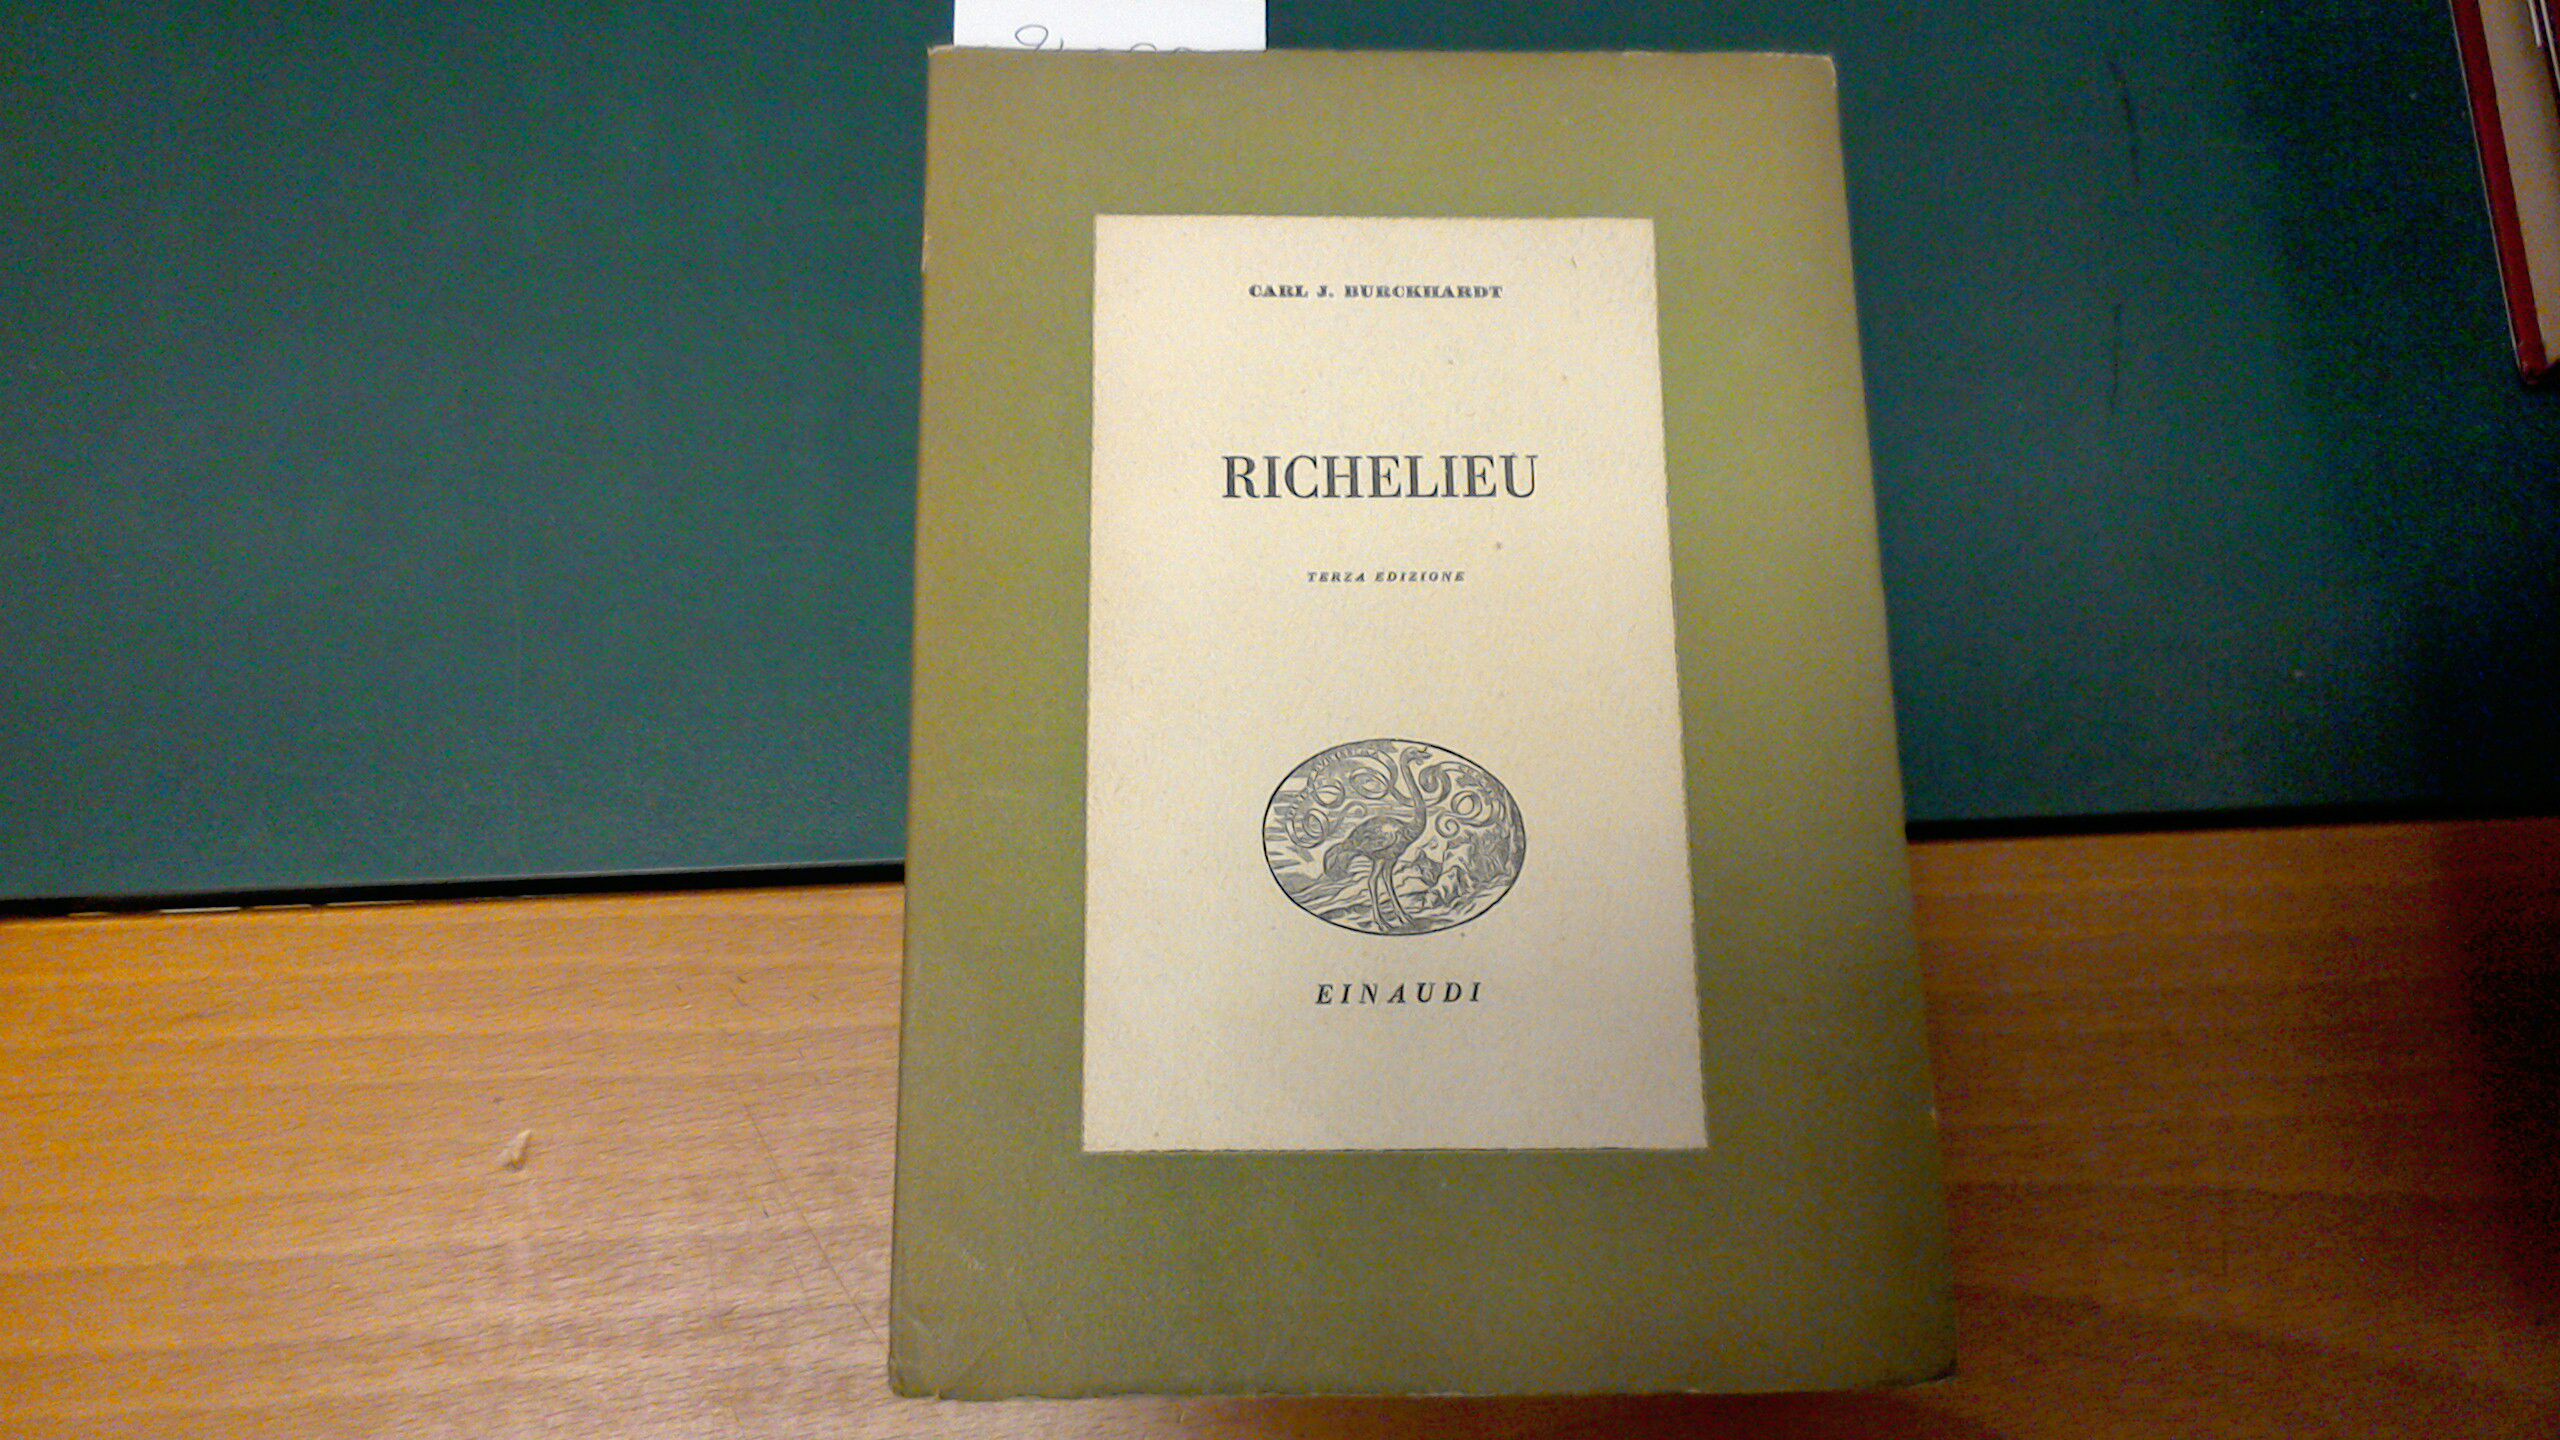 CARL J. BURCKHARDT
RICHELIEU
TERZA EDIZIONE
EINAUDI